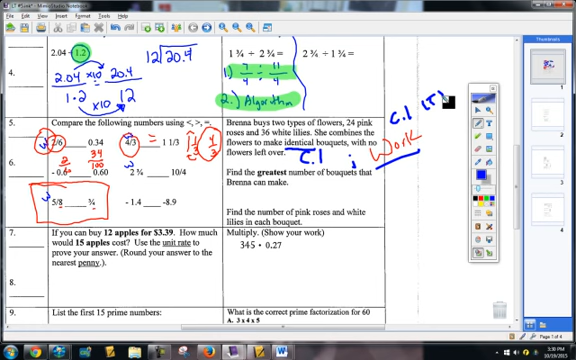 File Edit View Insert Format Tools Window Help
2.04 ÷ 1.2
12 20.4
2.04 ×10 20.4
1.2 ×10 12
1 ¾ ÷ 2 ¾ =
2 ¾ ÷ 1 ¾ =
1.) 7/4 ÷ 11/4
2.) Algorithm
4.
5.
Compare the following numbers using <, >, =.
2/6 ____ 0.34
4/3 = 1 1/3
34/100
- 0.6 ____ 0.60
2 ¾ 10/4
5/8 ____ ¾
- 1.4 ____ -8.9
6.
Brenna buys two types of flowers, 24 pink
roses and 36 white lilies. She combines the
flowers to make identical bouquets, with no
flowers left over.
C.1 ; Work
C.1 (T)
Find the greatest number of bouquets that
Brenna can make.
Find the number of pink roses and white
lilies in each bouquet.
7.
If you can buy 12 apples for $3.39. How much
would 15 apples cost? Use the unit rate to
prove your answer. (Round your answer to the
nearest penny.)
Multiply. (Show your work)
345 • 0.27
8.
9.
List the first 15 prime numbers:
What is the correct prime factorization for 60
A. 3 x 4 x 5
Thumbnails
3:30 PM
10/19/2015